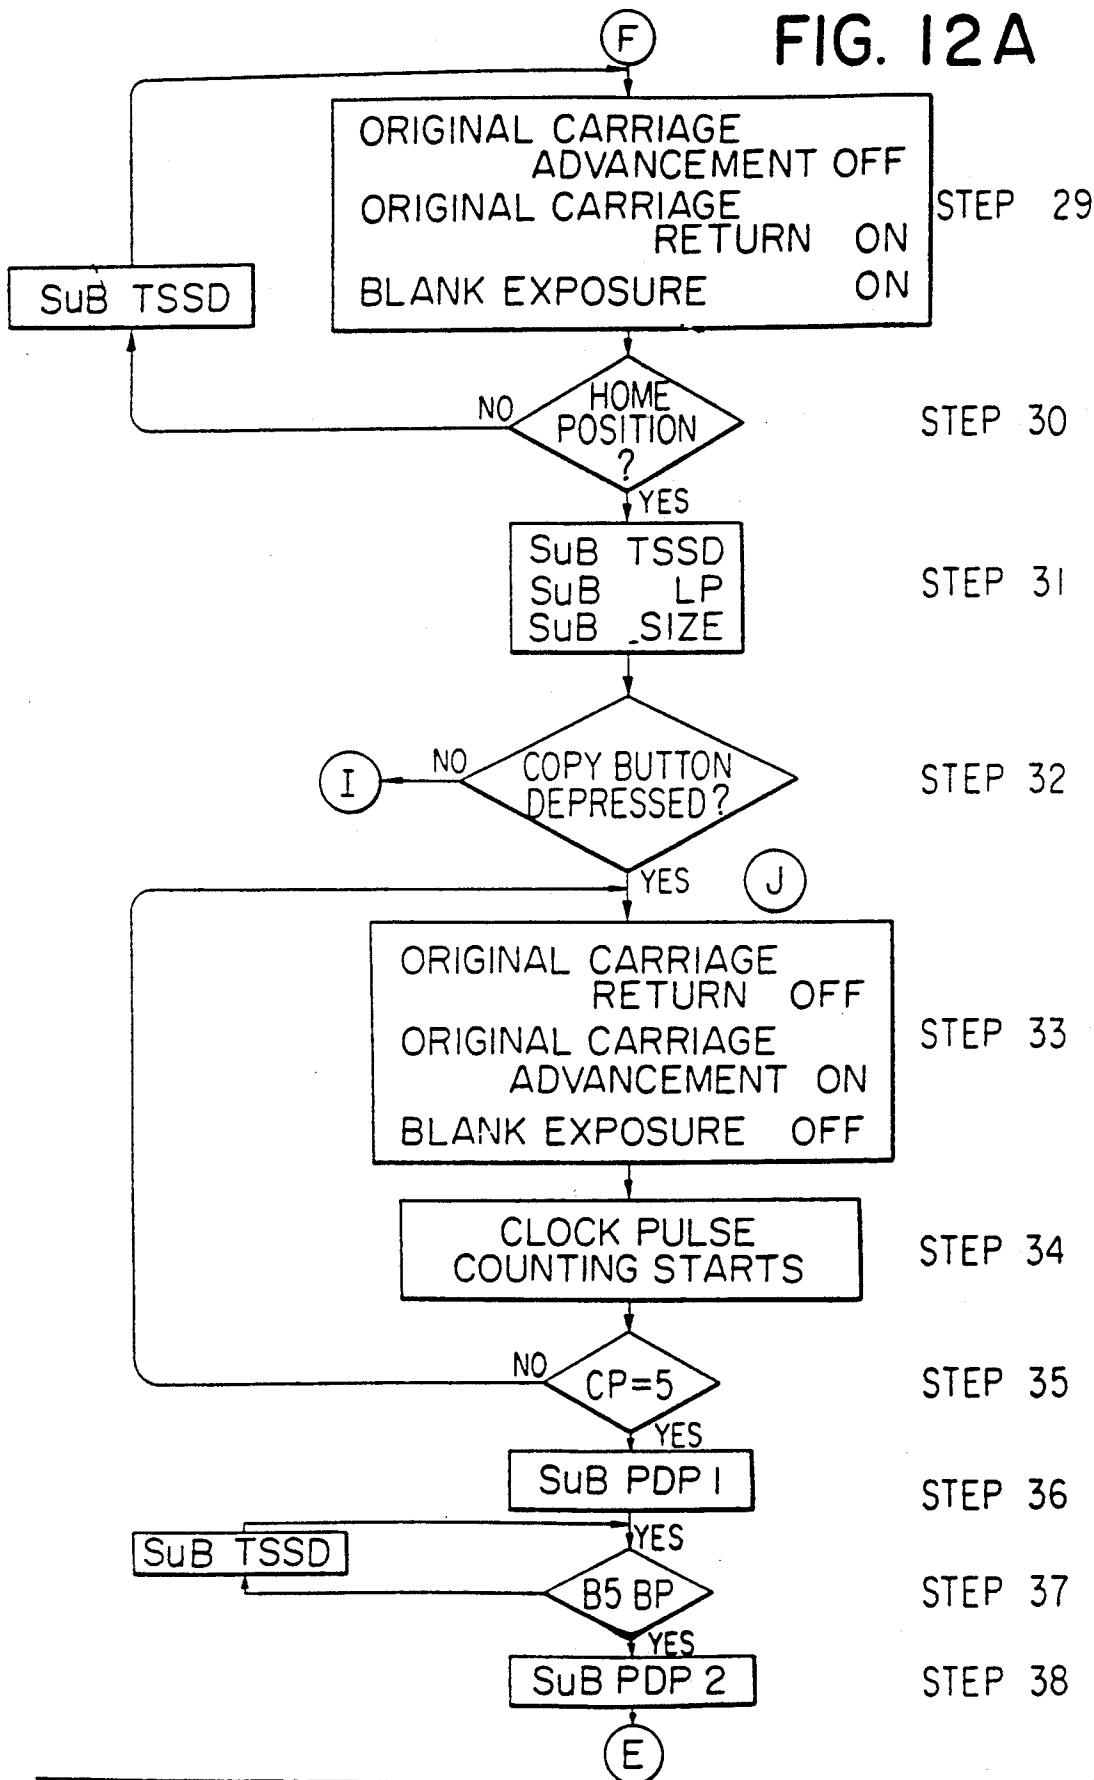 FIG. 12A
F
ORIGINAL CARRIAGE
ADVANCEMENT OFF
ORIGINAL CARRIAGE
RETURN ON
BLANK EXPOSURE ON
STEP 29
SuB TSSD
NO
HOME
POSITION
?
STEP 30
YES
SuB TSSD
SuB LP
SuB SIZE
STEP 31
I
NO
COPY BUTTON
DEPRESSED?
STEP 32
YES
J
ORIGINAL CARRIAGE
RETURN OFF
ORIGINAL CARRIAGE
ADVANCEMENT ON
BLANK EXPOSURE OFF
STEP 33
CLOCK PULSE
COUNTING STARTS
STEP 34
NO
CP=5
STEP 35
YES
SuB PDP 1
STEP 36
YES
SuB TSSD
B5 BP
STEP 37
YES
SuB PDP 2
STEP 38
E